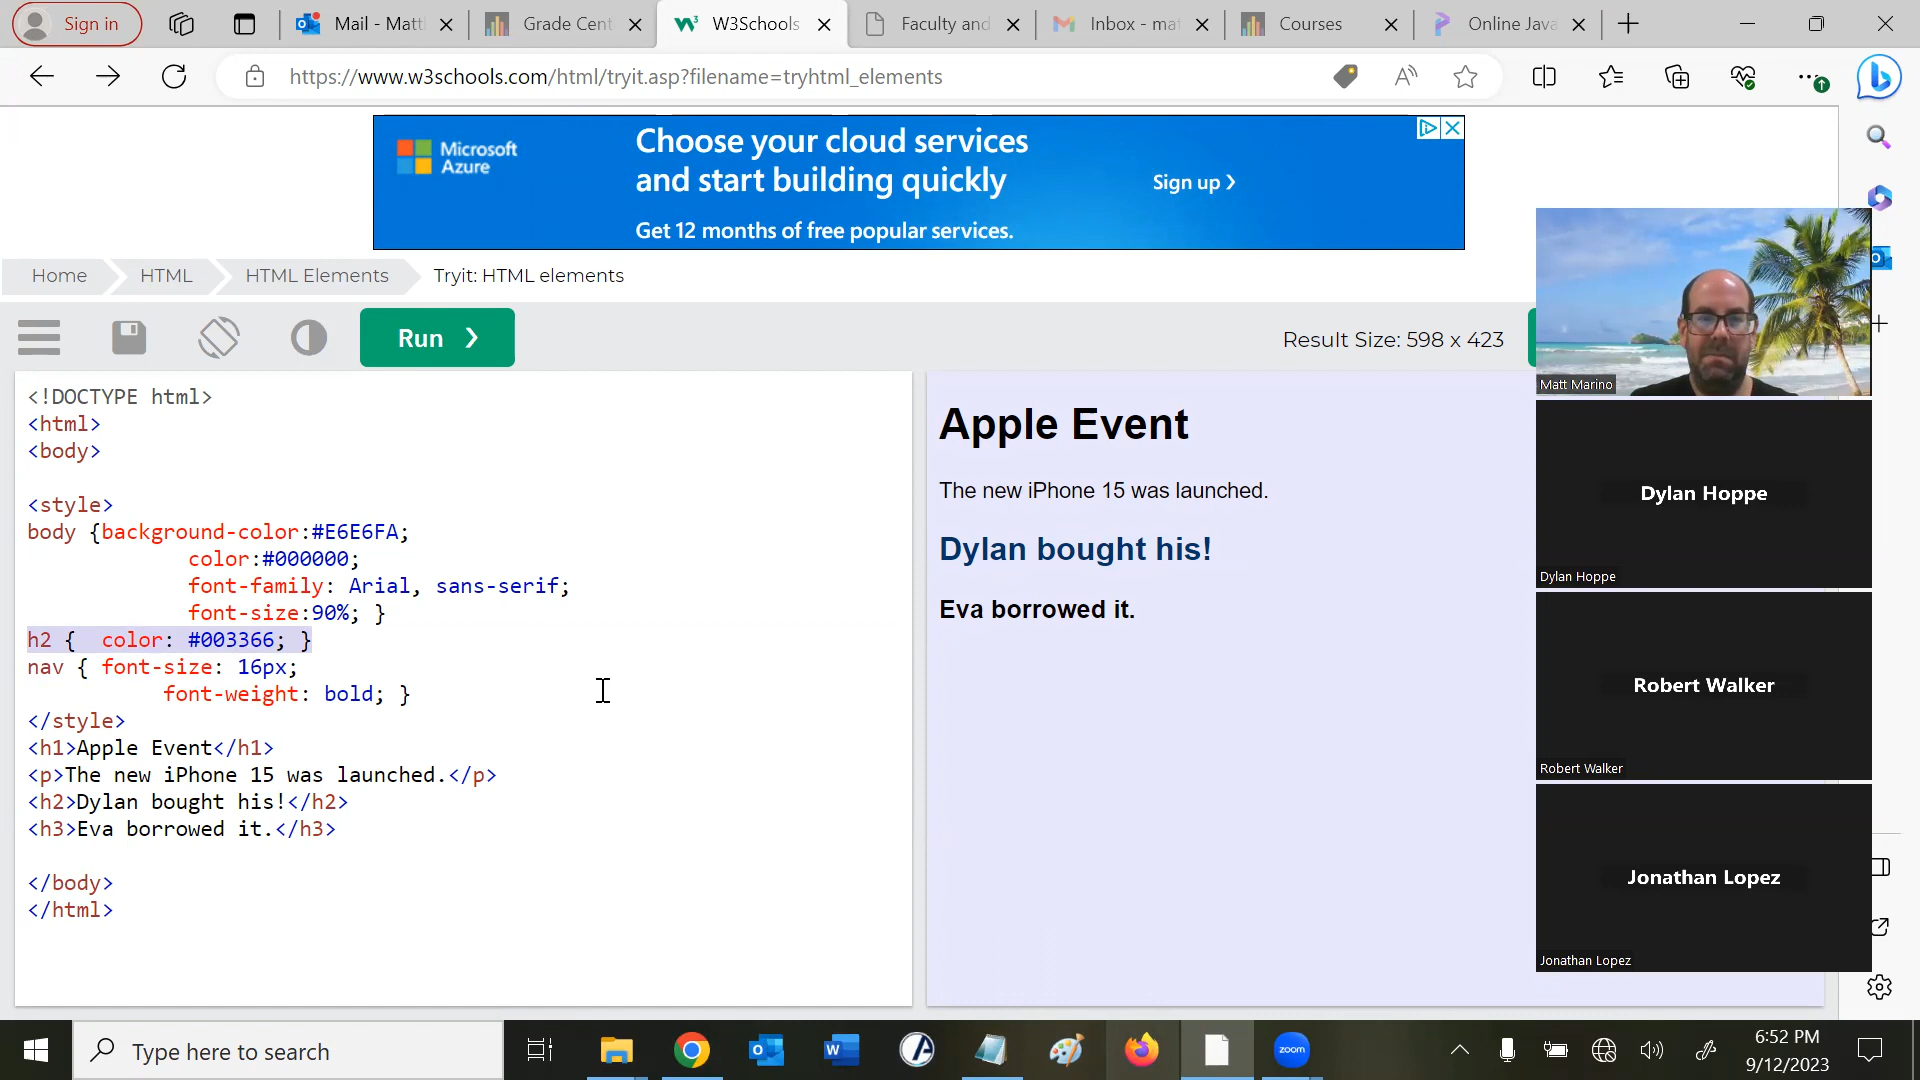 Sign in
Mail - Matt
Grade Cent
W3Schools
Faculty and
Inbox - mat
Courses
Online Java
https://www.w3schools.com/html/tryit.asp?filename=tryhtml_elements
Microsoft
Azure
Choose your cloud services
and start building quickly
Get 12 months of free popular services.
Sign up
Home
HTML
HTML Elements
Tryit: HTML elements
Run
Result Size: 598 x 423
<!DOCTYPE html>
<html>
<body>
<style>
body {background-color:#E6E6FA;
color:#000000;
font-family: Arial, sans-serif;
font-size:90%; }
h2 {  color: #003366; }
nav { font-size: 16px;
font-weight: bold; }
</style>
<h1>Apple Event</h1>
<p>The new iPhone 15 was launched.</p>
<h2>Dylan bought his!</h2>
<h3>Eva borrowed it.</h3>
</body>
</html>
Apple Event
The new iPhone 15 was launched.
Dylan bought his!
Eva borrowed it.
Matt Marino
Dylan Hoppe
Dylan Hoppe
Robert Walker
Robert Walker
Jonathan Lopez
Jonathan Lopez
Type here to search
zoom
6:52 PM
9/12/2023